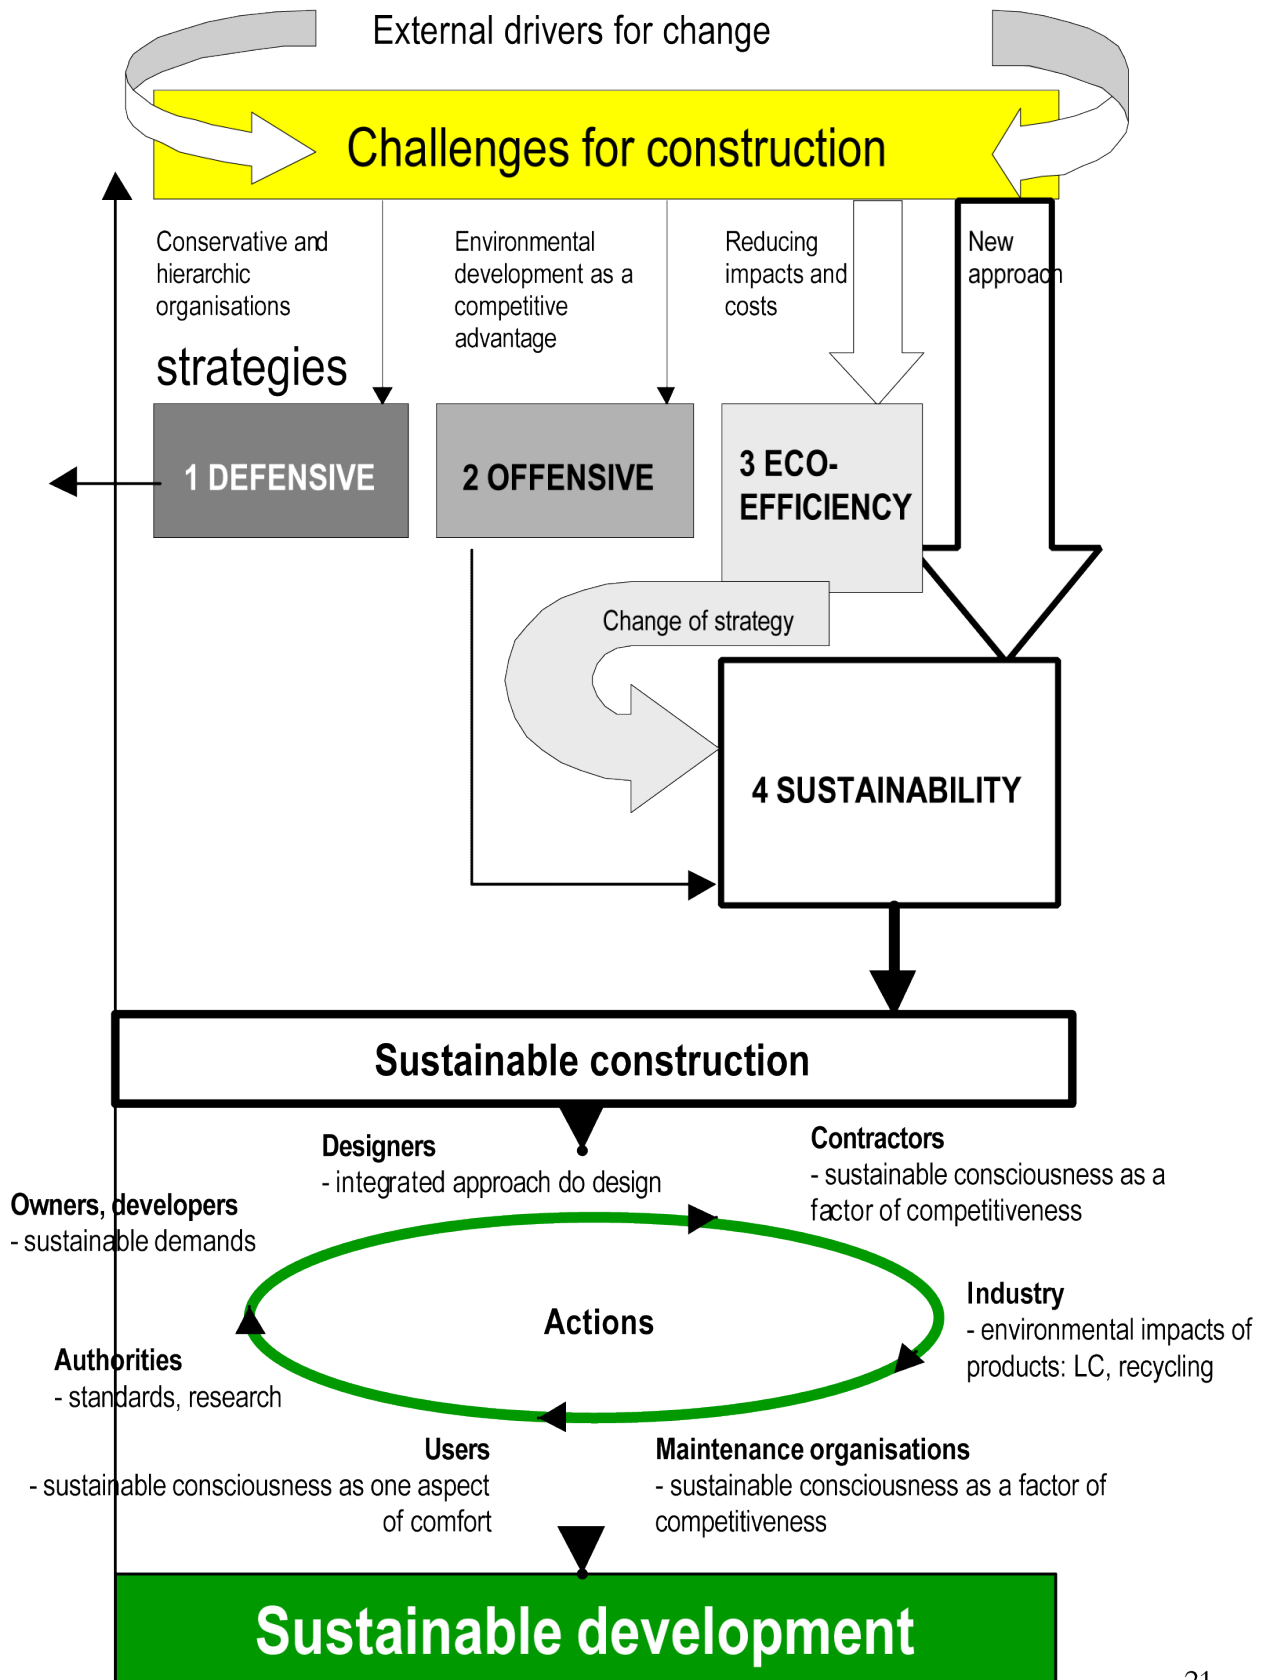 External drivers for change
Challenges for construction
Conservative and
hierarchic
organisations
Environmental
development as a
competitive
advantage
Reducing
impacts and
costs
New
approach
strategies
1 DEFENSIVE
2 OFFENSIVE
3 ECO-
EFFICIENCY
Change of strategy
4 SUSTAINABILITY
Sustainable construction
Designers
- integrated approach do design
Contractors
- sustainable consciousness as a
factor of competitiveness
Owners, developers
- sustainable demands
Actions
Industry
- environmental impacts of
products: LC, recycling
Authorities
- standards, research
Users
- sustainable consciousness as one aspect
of comfort
Maintenance organisations
- sustainable consciousness as a factor of
competitiveness
Sustainable development